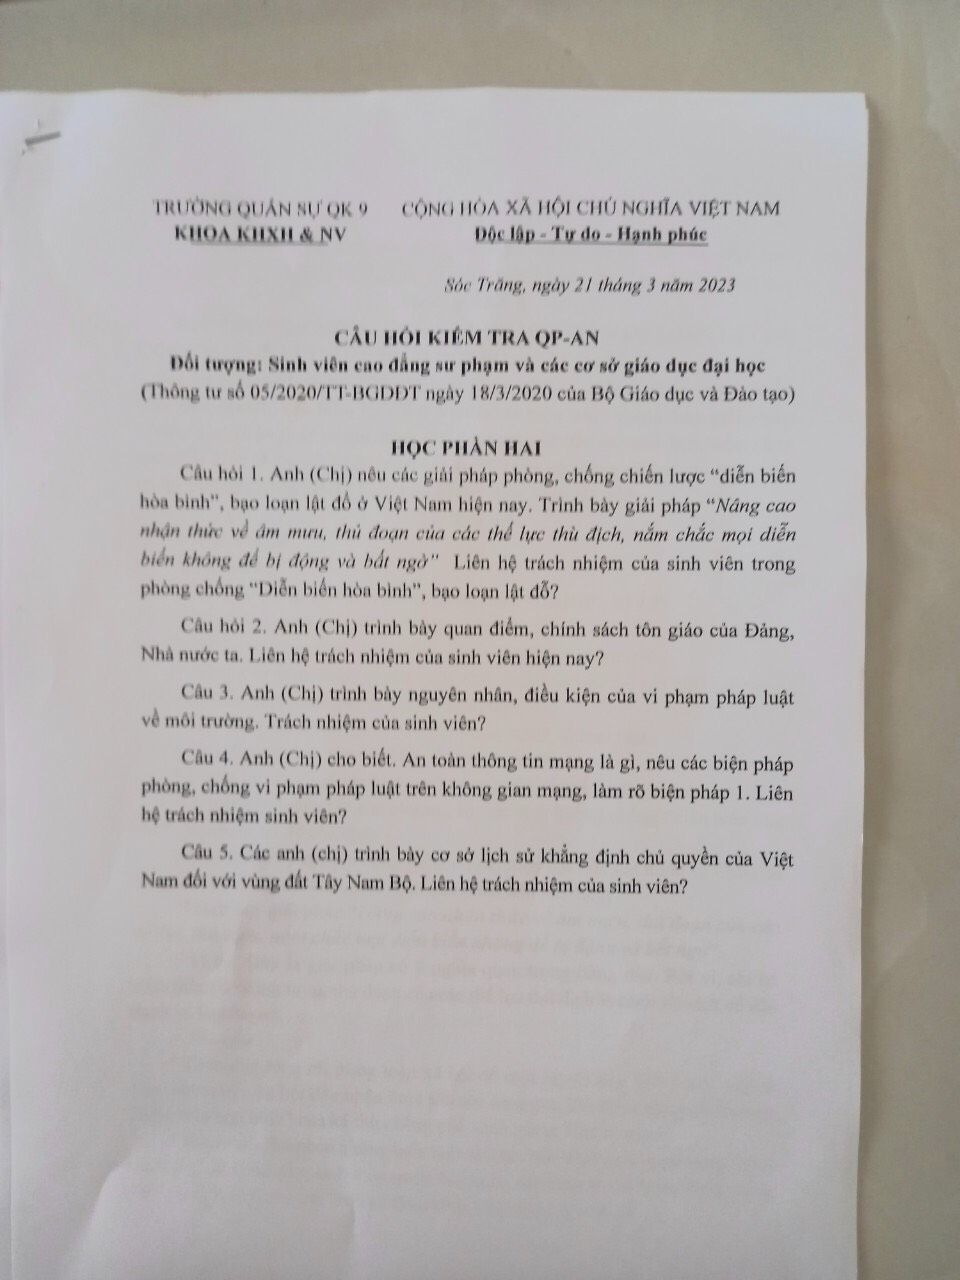 TRƯỜNG QUÂN SỰ QK 9 CỘNG HÒA XÃ HỘI CHỦ NGHĨA VIỆT NAM
KHOA KHXH & NV Độc lập - Tự do - Hạnh phúc
Sóc Trăng, ngày 21 tháng 3 năm 2023
CÂU HỎI KIỂM TRA QP-AN
Đối tượng: Sinh viên cao đẳng sư phạm và các cơ sở giáo dục đại học
(Thông tư số 05/2020/TT-BGDĐT ngày 18/3/2020 của Bộ Giáo dục và Đào tạo)
HỌC PHẦN HAI
Câu hỏi 1. Anh (Chị) nêu các giải pháp phòng, chống chiến lược “diễn biến
hòa bình”, bạo loạn lật đổ ở Việt Nam hiện nay. Trình bày giải pháp “Nâng cao
nhận thức về âm mưu, thủ đoạn của các thế lực thù địch, nắm chắc mọi diễn
biến không để bị động và bất ngờ” Liên hệ trách nhiệm của sinh viên trong
phòng chống “Diễn biến hòa bình”, bạo loạn lật đỗ?
Câu hỏi 2. Anh (Chị) trình bày quan điểm, chính sách tôn giáo của Đảng,
Nhà nước ta. Liên hệ trách nhiệm của sinh viên hiện nay?
Câu 3. Anh (Chị) trình bày nguyên nhân, điều kiện của vi phạm pháp luật
về môi trường. Trách nhiệm của sinh viên?
Câu 4. Anh (Chị) cho biết. An toàn thông tin mạng là gì, nêu các biện pháp
phòng, chống vi phạm pháp luật trên không gian mạng, làm rõ biện pháp 1. Liên
hệ trách nhiệm sinh viên?
Câu 5. Các anh (chị) trình bày cơ sở lịch sử khẳng định chủ quyền của Việt
Nam đối với vùng đất Tây Nam Bộ. Liên hệ trách nhiệm của sinh viên?